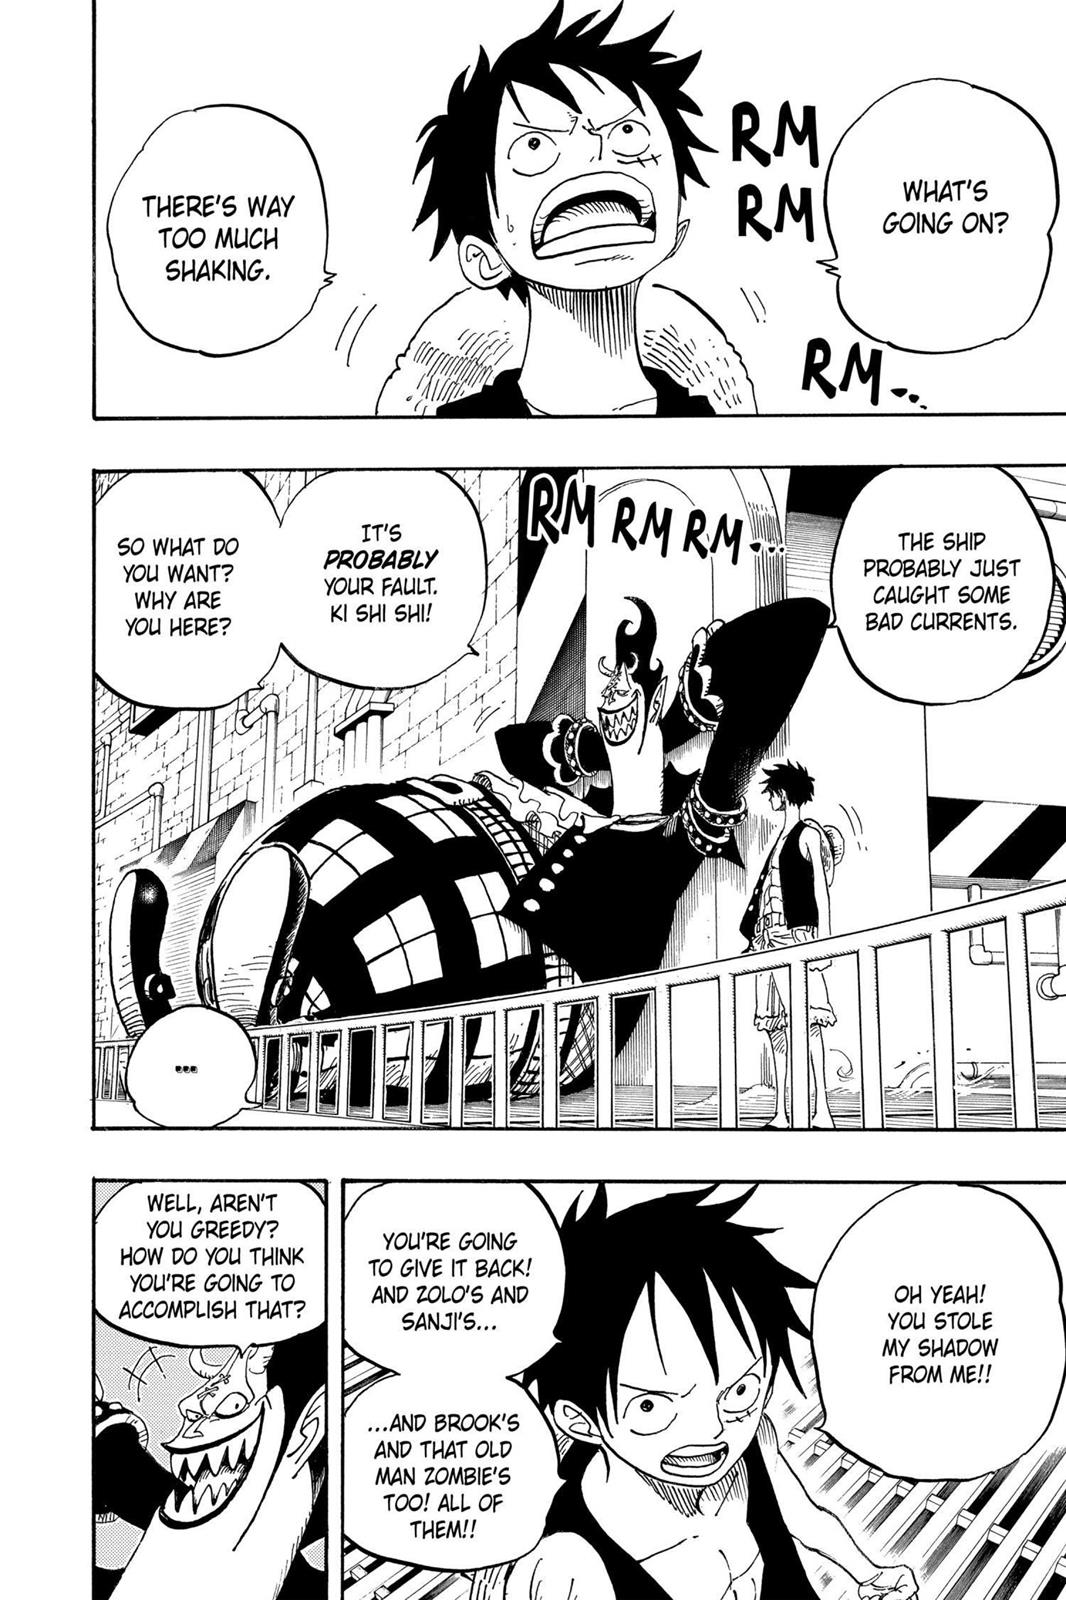 WHAT'S
GOING ON?
RM
RM
RM...
THERE'S WAY
TOO MUCH
SHAKING.
THE SHIP
PROBABLY JUST
CAUGHT SOME
BAD CURRENTS.
RM RM RM...
IT'S
PROBABLY
YOUR FAULT.
KI SHI SHI!
SO WHAT DO
YOU WANT?
WHY ARE
YOU HERE?
...
OH YEAH!
YOU STOLE
MY SHADOW
FROM ME!!
YOU'RE GOING
TO GIVE IT BACK!
AND ZOLO'S AND
SANJI'S...
...AND BROOK'S
AND THAT OLD
MAN ZOMBIE'S
TOO! ALL OF
THEM!!
WELL, AREN'T
YOU GREEDY?
HOW DO YOU THINK
YOU'RE GOING TO
ACCOMPLISH THAT?